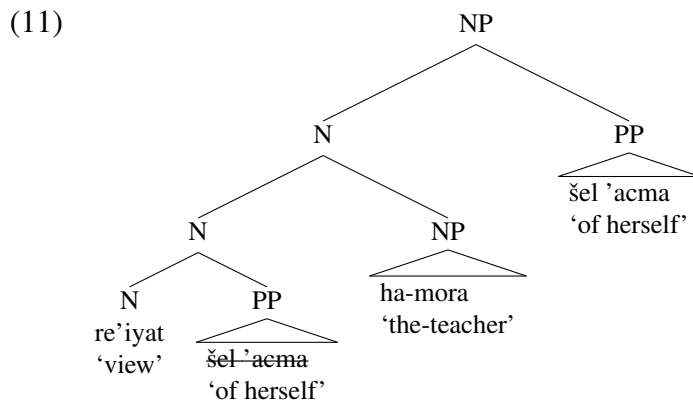 (11)
NP
N
PP
šel ’acma
‘of herself’
N
NP
ha-mora
‘the-teacher’
N
PP
re’iyat
‘view’
šel ’acma
‘of herself’